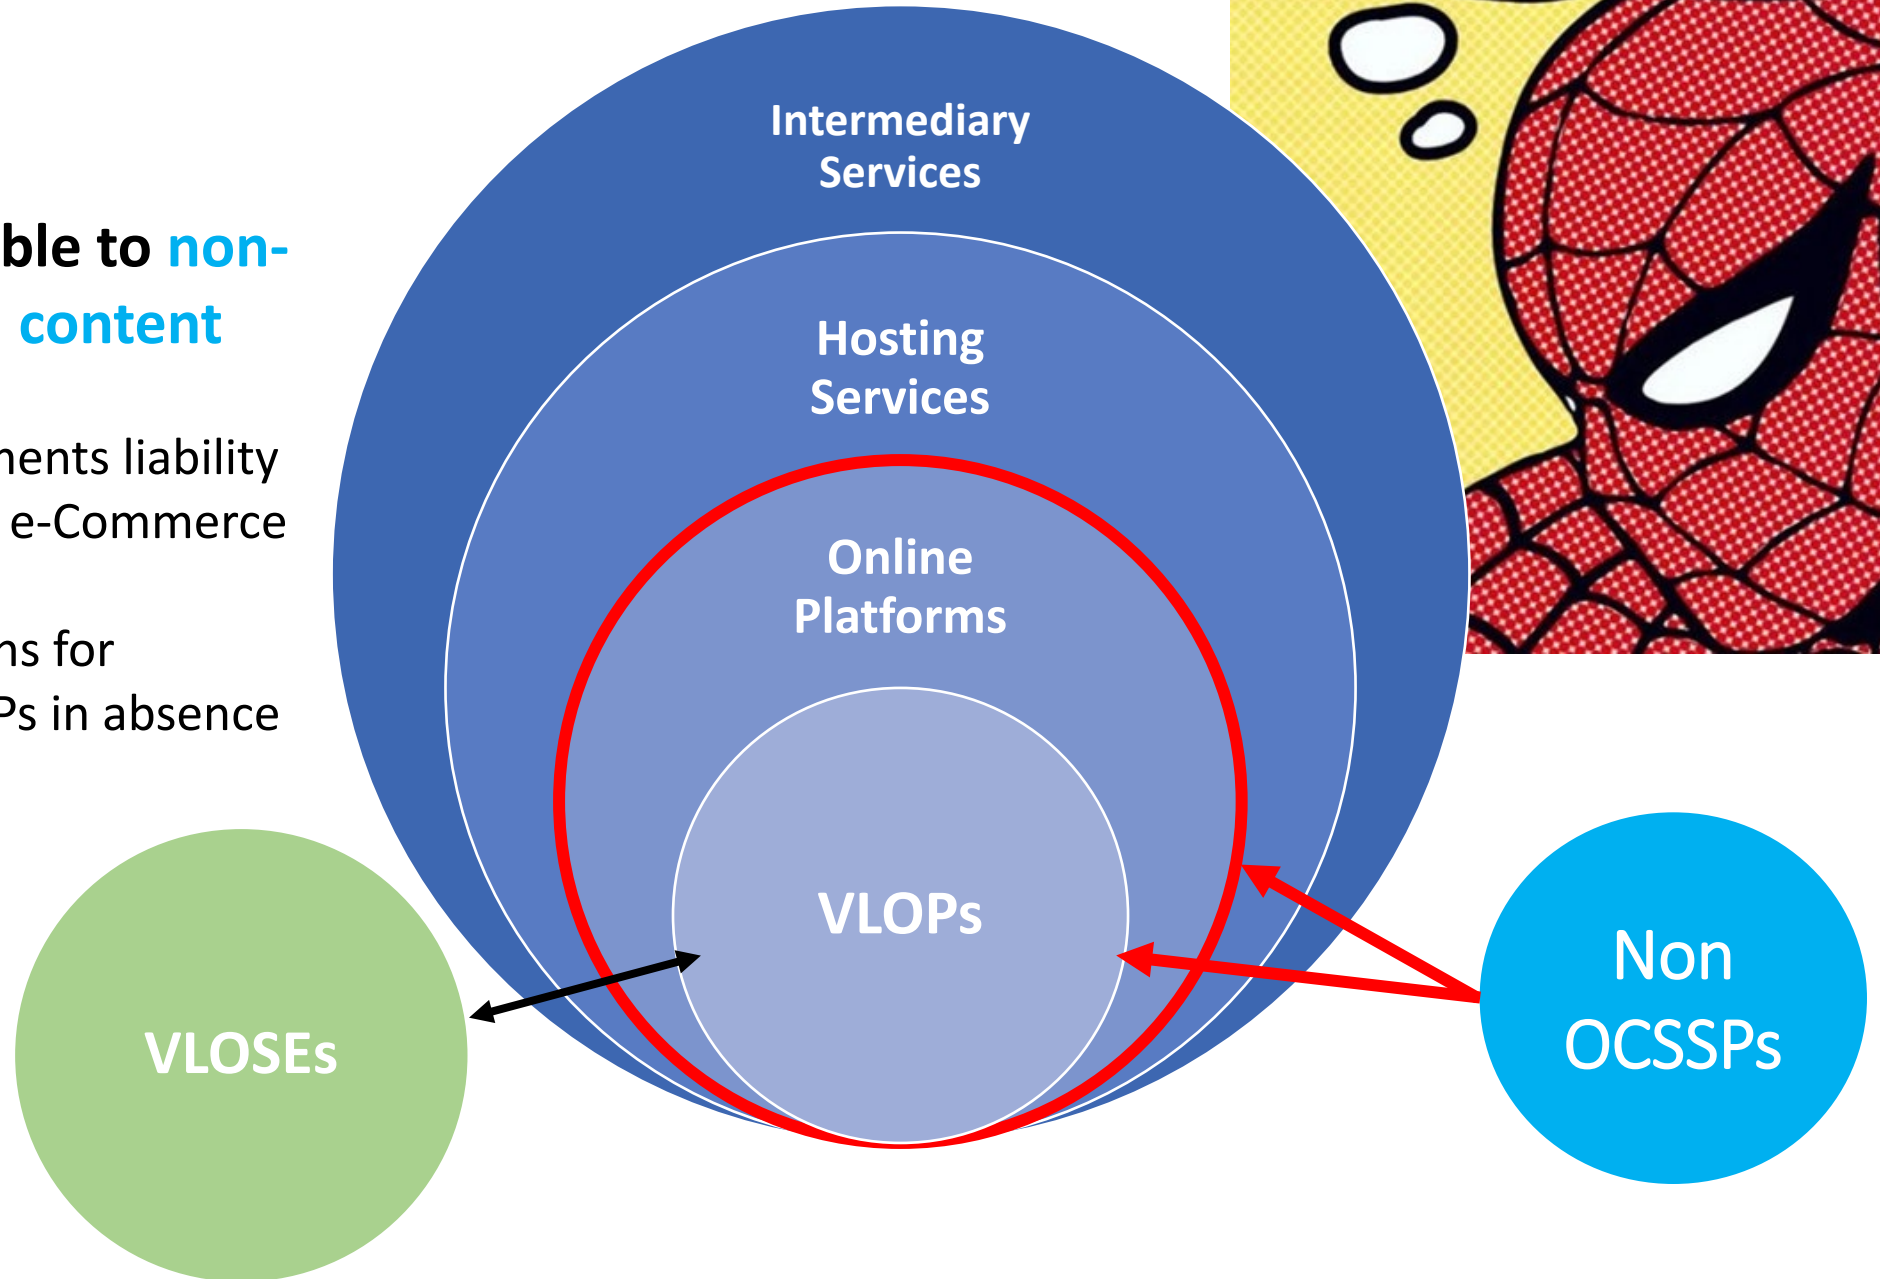 ble to non-
content
nents liability
e-Commerce
ns for
Ps in absence
Intermediary
Services
Hosting
Services
Online
Platforms
VLOPs
VLOSEs
Non
OCSSPs